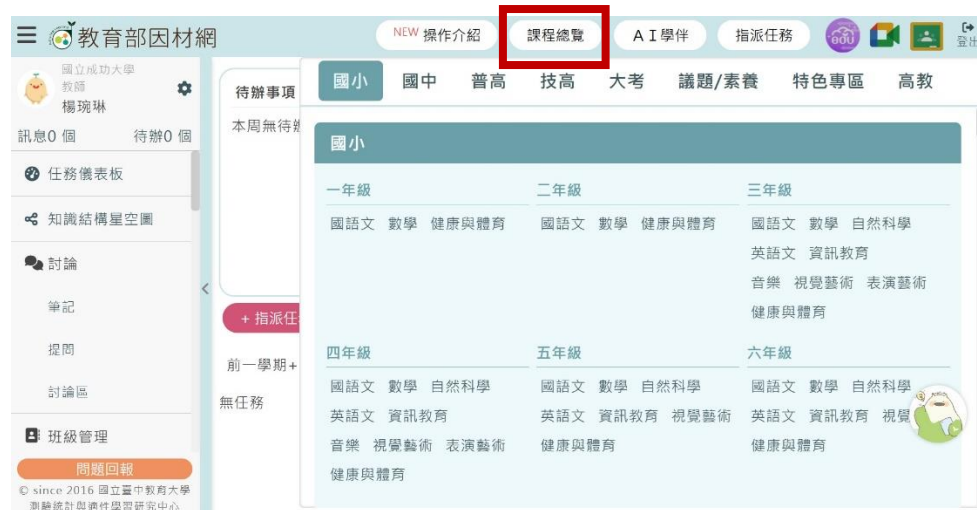 教育部因材網
NEW 操作介紹
課程總覽
AI學伴
指派任務
登出
國立成功大學
教師
楊琬琳
訊息0 個 待辦0 個
任務儀表板
知識結構星空圖
討論
筆記
提問
討論區
班級管理
問題回報
© since 2016 國立臺中教育大學
測驗統計與適性學習研究中心
待辦事項
本周無待辦
+ 指派任
前一學期+
無任務
國小 國中 普高 技高 大考 議題/素養 特色專區 高教
國小
一年級
國語文 數學 健康與體育
二年級
國語文 數學 健康與體育
三年級
國語文 數學 自然科學
英語文 資訊教育
音樂 視覺藝術 表演藝術
健康與體育
四年級
國語文 數學 自然科學
英語文 資訊教育
音樂 視覺藝術 表演藝術
健康與體育
五年級
國語文 數學 自然科學
英語文 資訊教育 視覺藝術
健康與體育
六年級
國語文 數學 自然科學
英語文 資訊教育 視覺
健康與體育